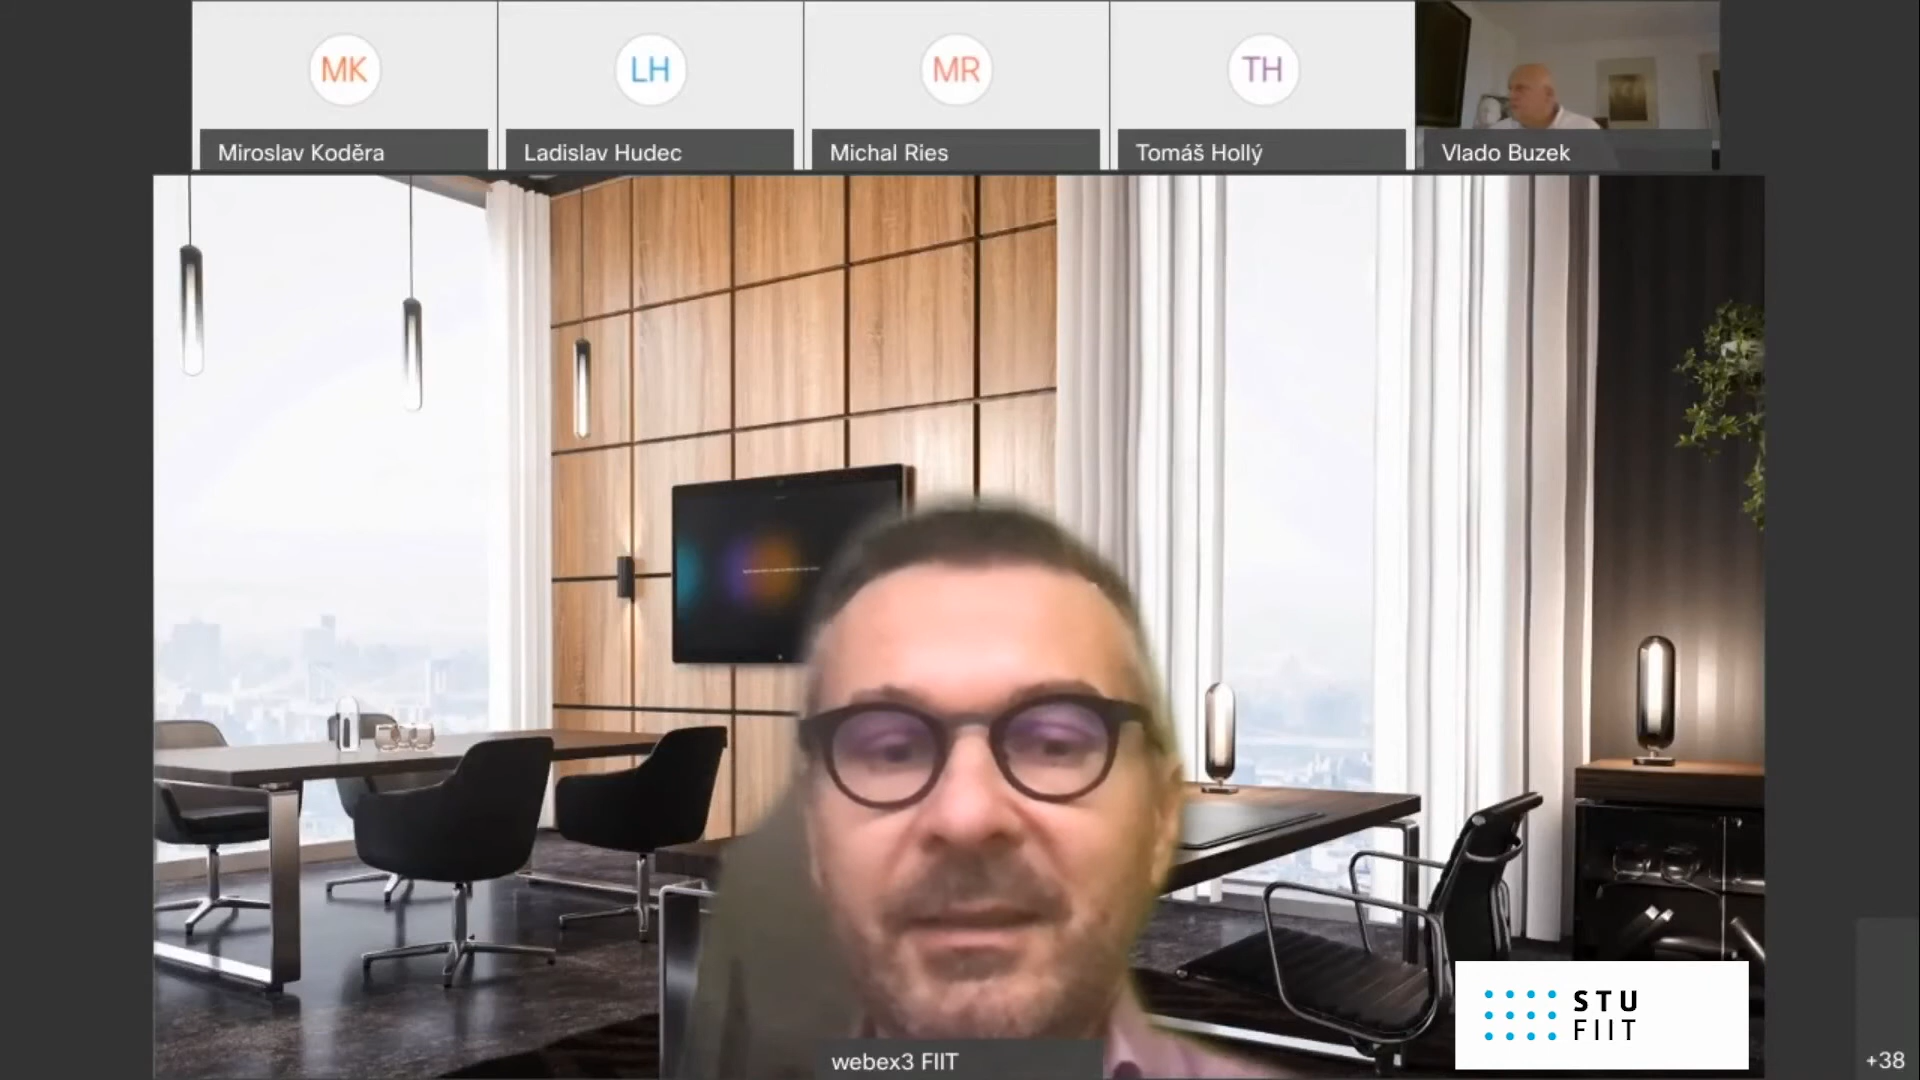 MK
LH
MR
TH
Miroslav Koděra
Ladislav Hudec
Michal Ries
Tomáš Hollý
Vlado Buzek
STU
FIIT
webex3 FIIT
+38